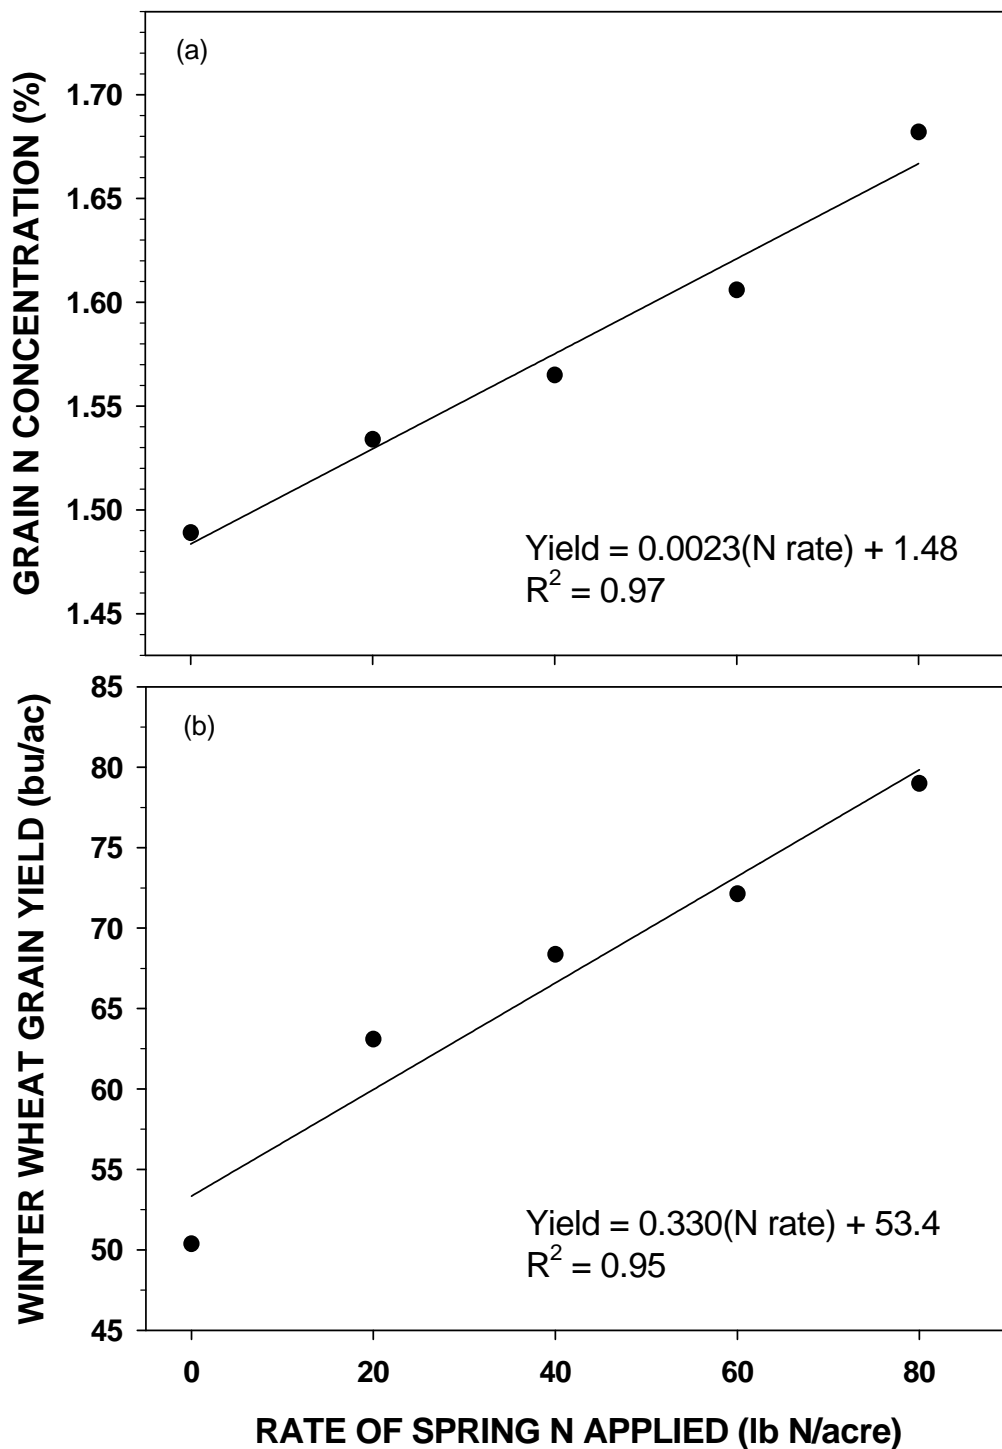 (a)
GRAIN N CONCENTRATION (%)
1.70
1.65
1.60
1.55
1.50
1.45
Yield = 0.0023(N rate) + 1.48
R² = 0.97
(b)
WINTER WHEAT GRAIN YIELD (bu/ac)
85
80
75
70
65
60
55
50
45
Yield = 0.330(N rate) + 53.4
R² = 0.95
0 20 40 60 80
RATE OF SPRING N APPLIED (lb N/acre)